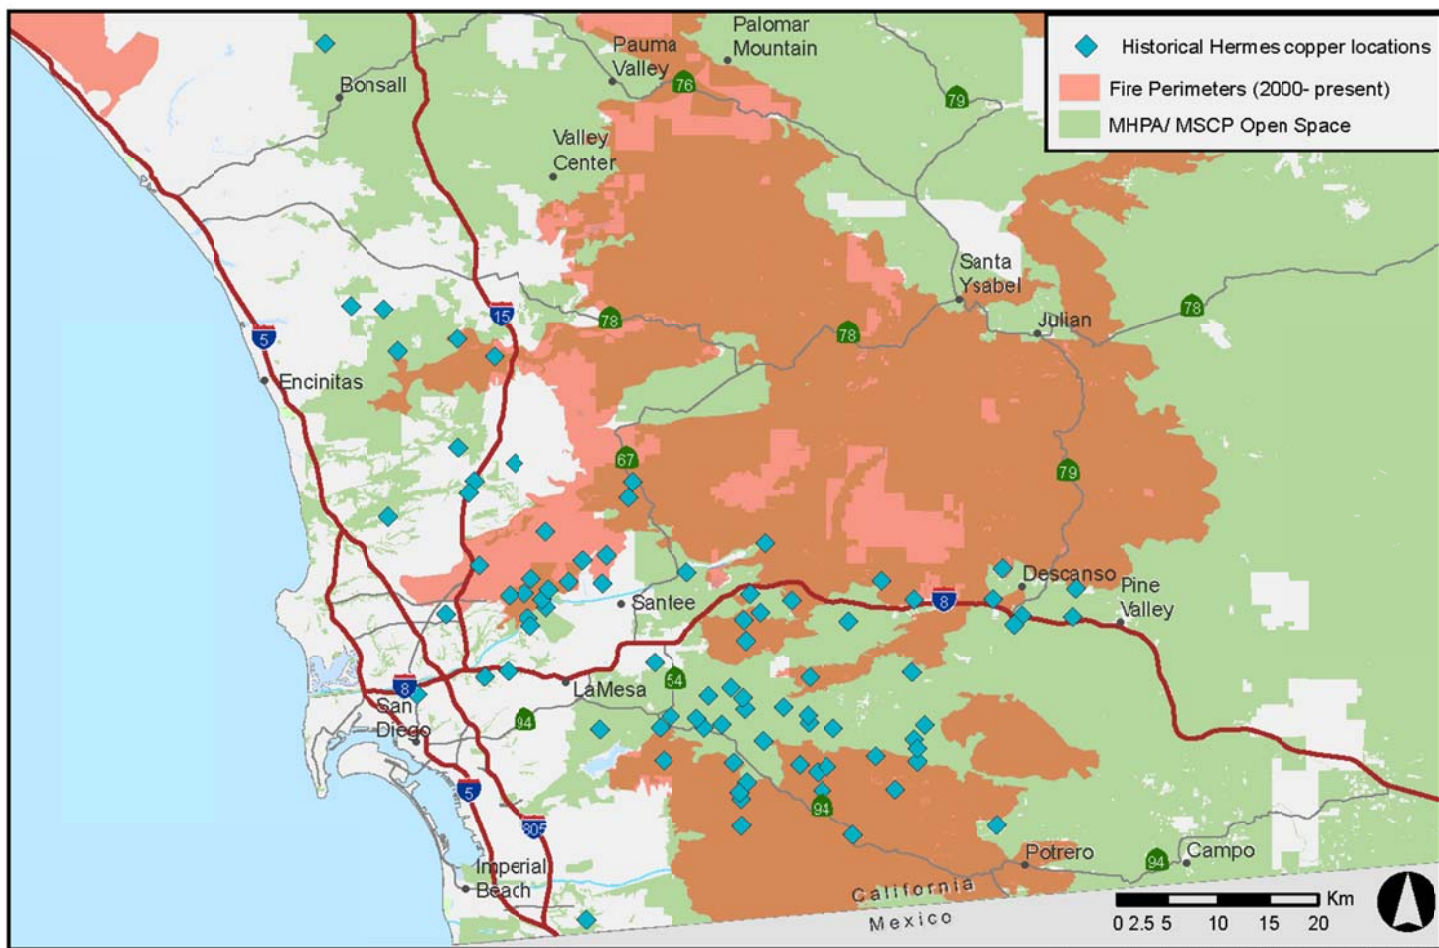 Historical Hermes copper locations
Fire Perimeters (2000- present)
MHPA/ MSCP Open Space
Palomar
Mountain
Pauma
Valley
76
79
Bonsall
Valley
Center
Santa
Ysabel
15
78
78
78
Julian
5
Encinitas
67
79
Descanso
8
Pine
Valley
Santee
54
LaMesa
8
San
Diego
94
5
94
805
Imperial
Beach
Potrero
94
Campo
California
Mexico
Km
0 2.5 5 10 15 20